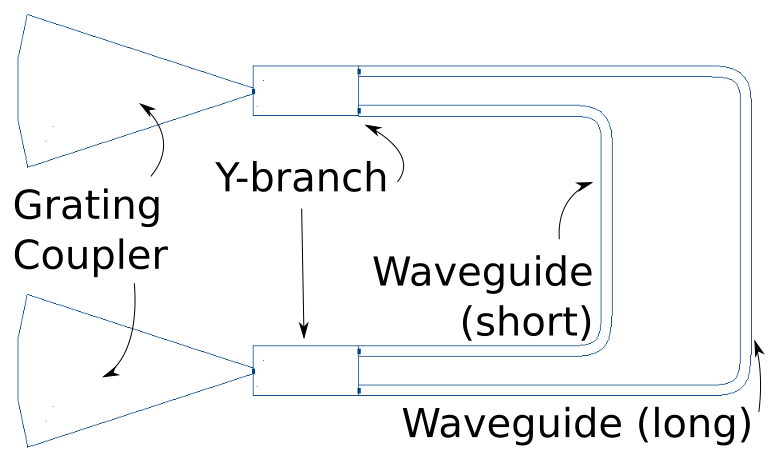 Y-branch
Grating
Coupler
Waveguide
(short)
Waveguide (long)